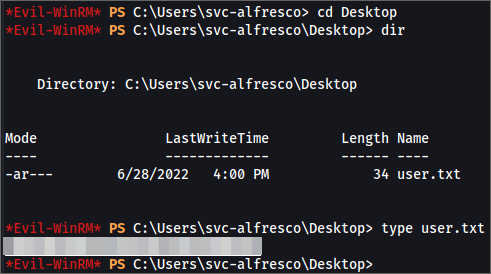 *Evil-WinRM* PS C:\Users\svc-alfresco> cd Desktop
*Evil-WinRM* PS C:\Users\svc-alfresco\Desktop> dir
Directory: C:\Users\svc-alfresco\Desktop
Mode LastWriteTime Length Name
---- ------------- ------ ----
-ar--- 6/28/2022 4:00 PM 34 user.txt
*Evil-WinRM* PS C:\Users\svc-alfresco\Desktop> type user.txt
*Evil-WinRM* PS C:\Users\svc-alfresco\Desktop>